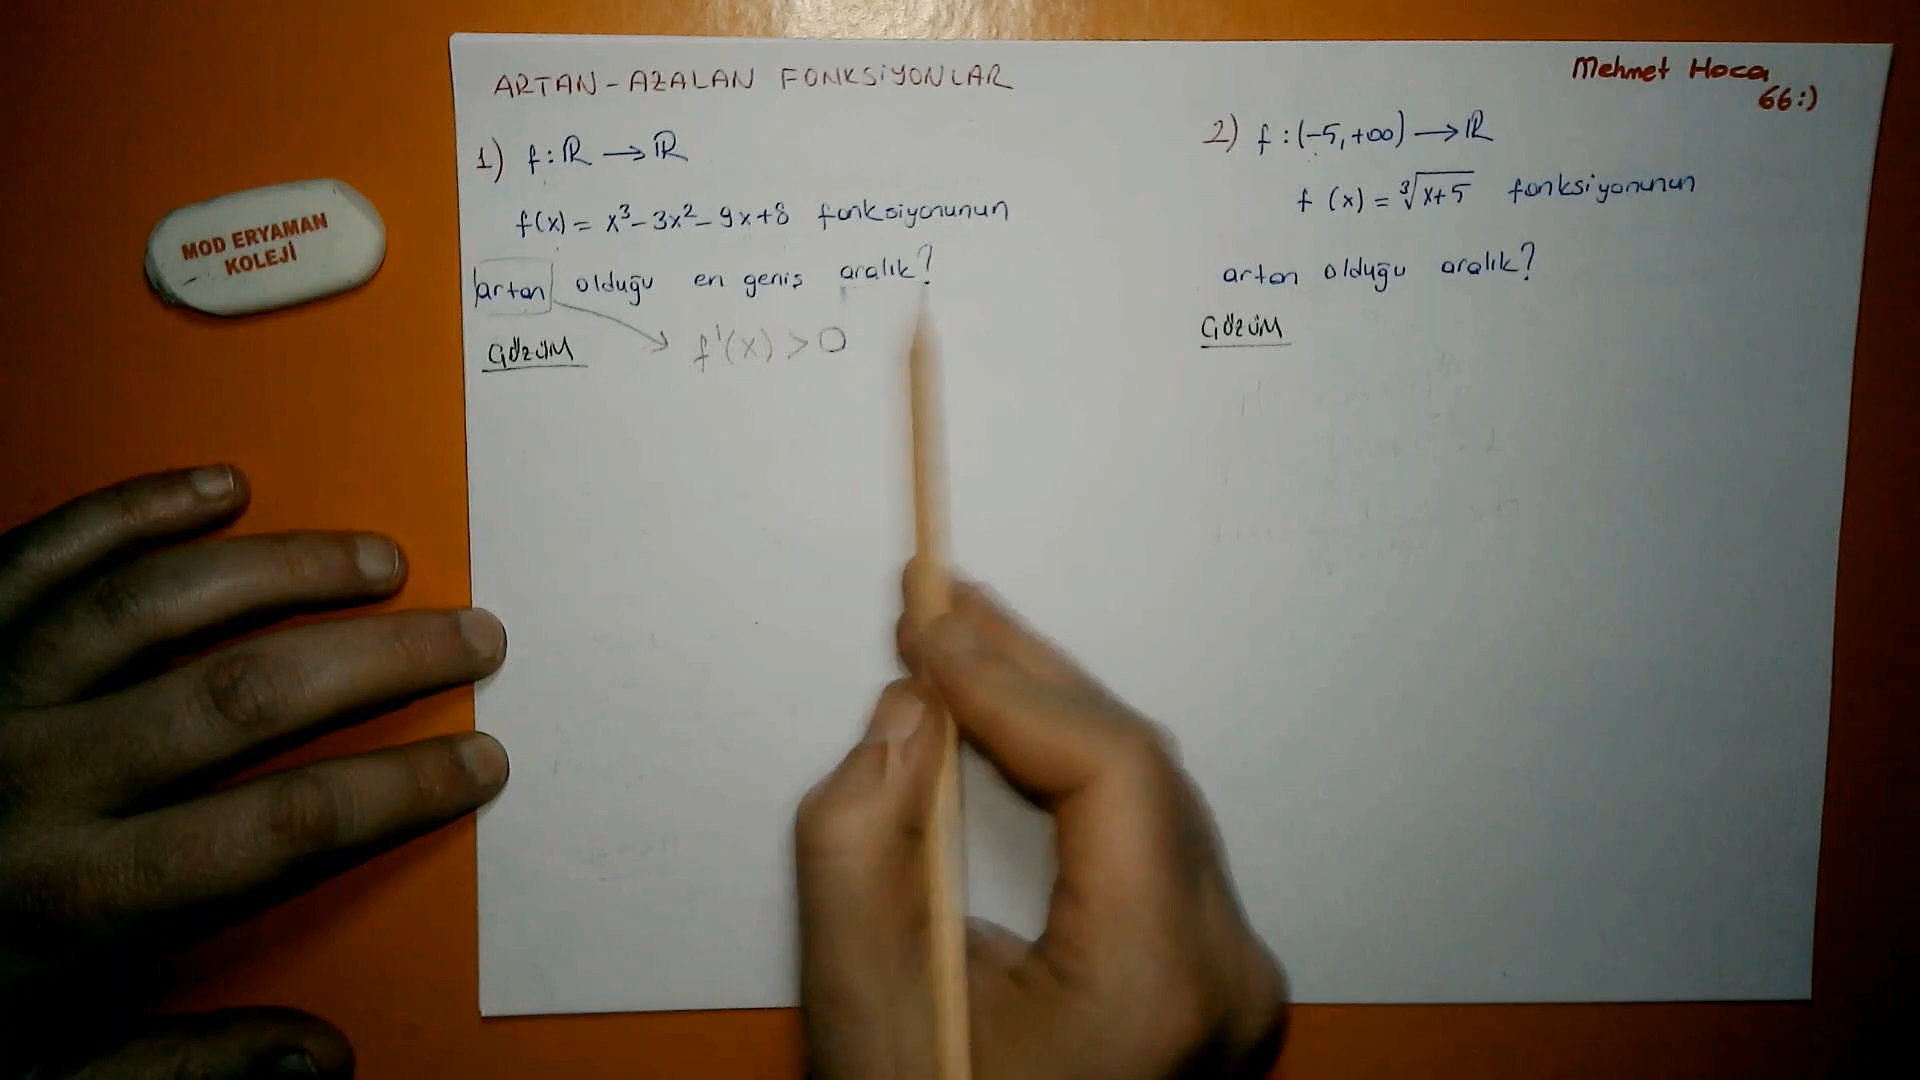 ARTAN-AZALAN FONKSİYONLAR
Mehmet Hoca
66:)
1) f:ℝ→ℝ
f(x)= x³-3x²-9x+8 fonksiyonunun
artan olduğu en geniş aralık?
ÇÖZÜM
f'(x)>0
2) f:(-5,+∞)→ℝ
f (x)=∛x+5 fonksiyonunun
artan olduğu aralık?
ÇÖZÜM
MOD ERYAMAN
KOLEJİ